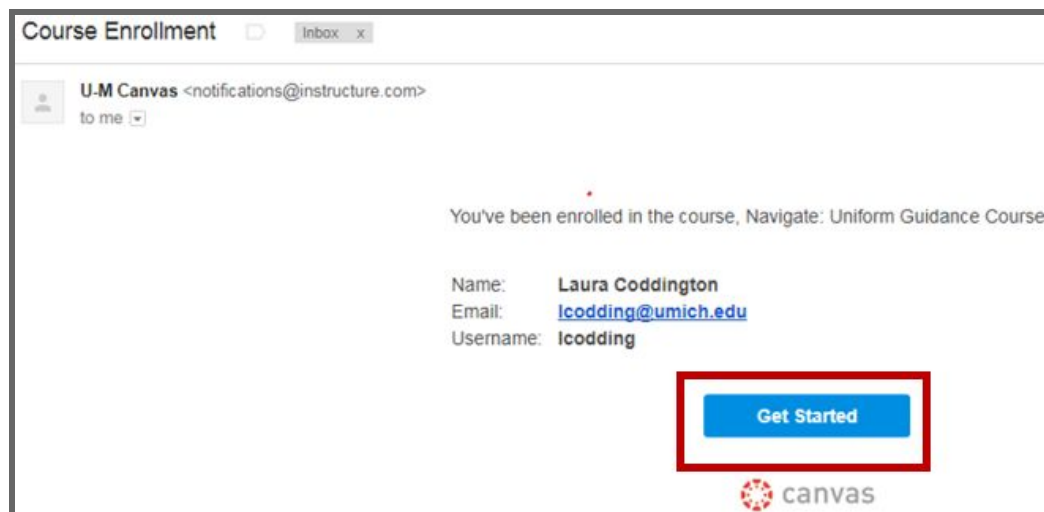 Course Enrollment Inbox x
U-M Canvas <notifications@instructure.com>
to me
You've been enrolled in the course, Navigate: Uniform Guidance Course
Name: Laura Coddington
Email: lcodding@umich.edu
Username: lcodding
Get Started
canvas